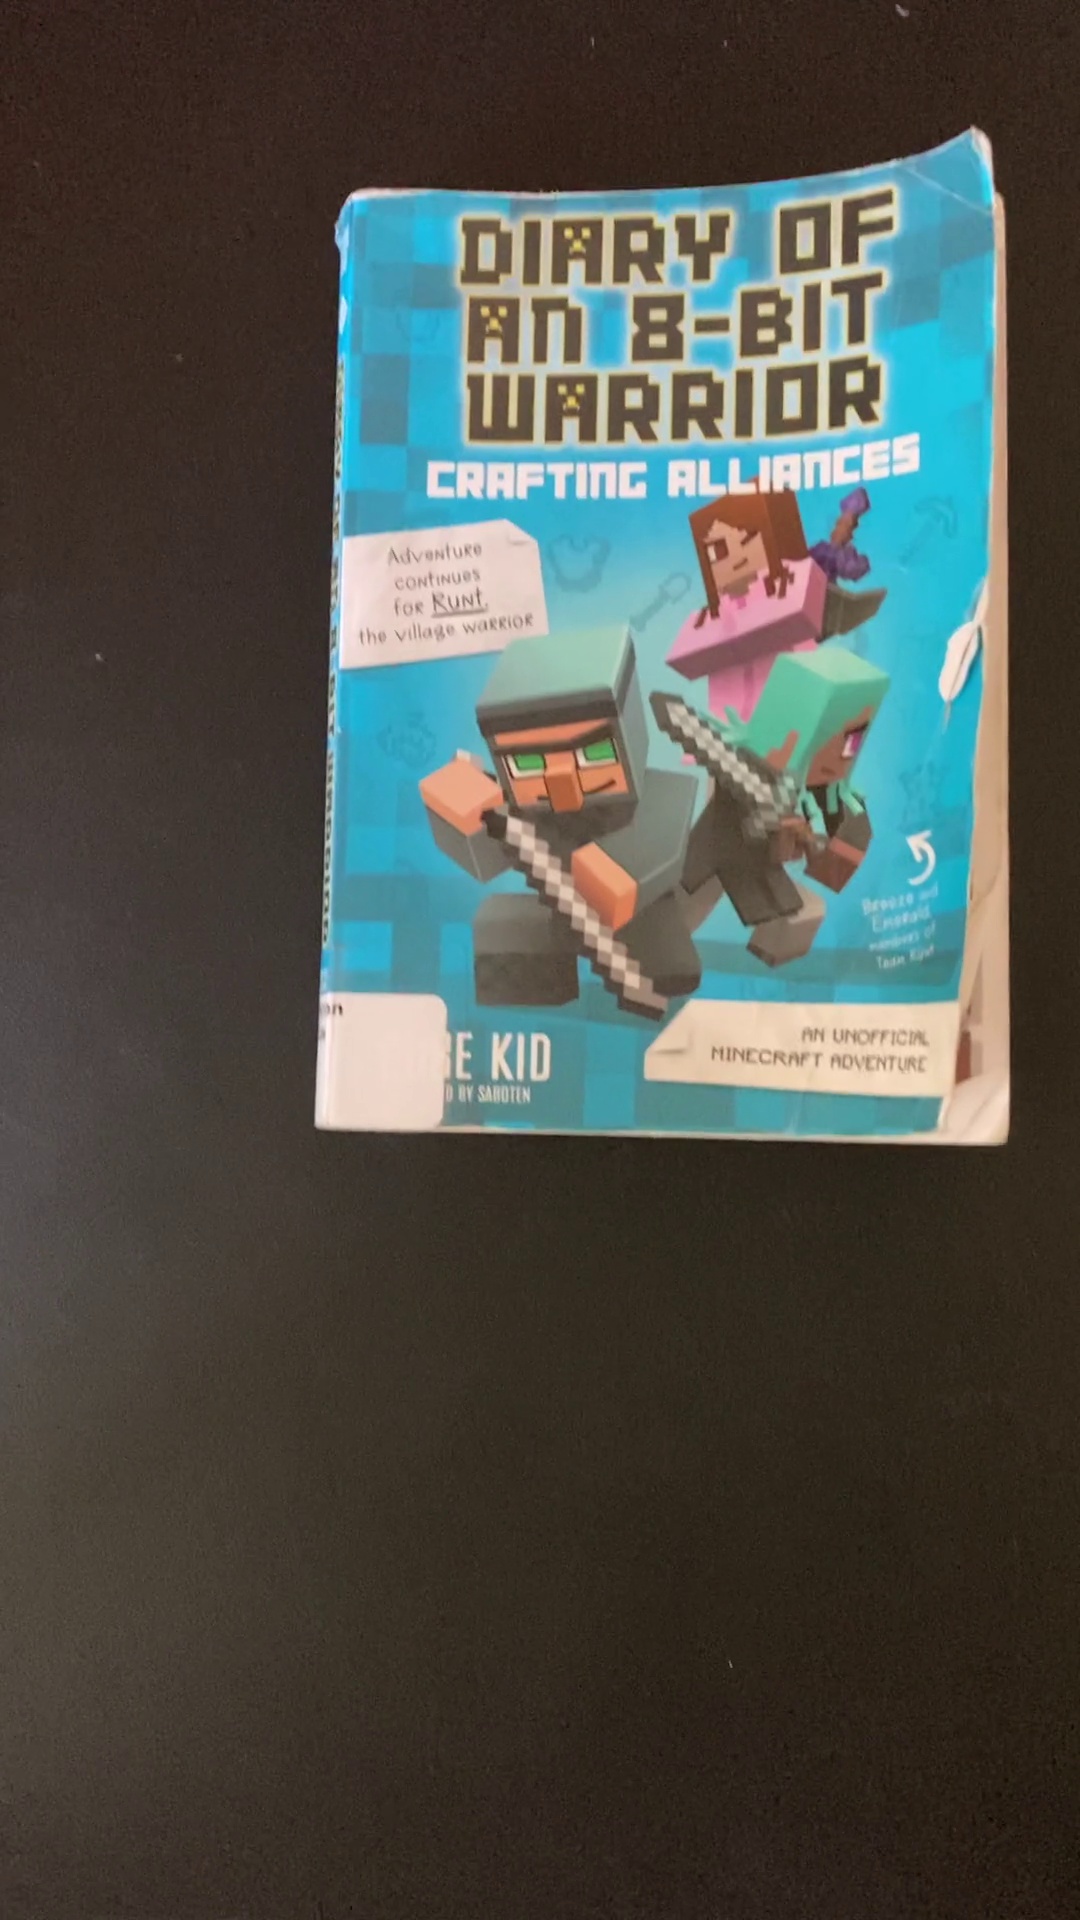 DIARY OF
AN 8-BIT
WARRIOR
CRAFTING ALLIANCES
Adventure
continues
for Runt,
the village warrior
Breeze and
Emerald,
members of
Team Runt
GE KID
BY SABOTEN
AN UNOFFICIAL
MINECRAFT ADVENTURE